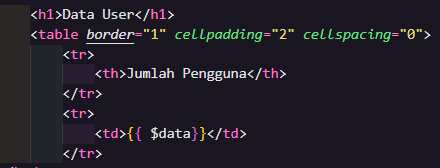 <h1>Data User</h1>
<table border="1" cellpadding="2" cellspacing="0">
<tr>
<th>Jumlah Pengguna</th>
</tr>
<tr>
<td>{{ $data}}</td>
</tr>